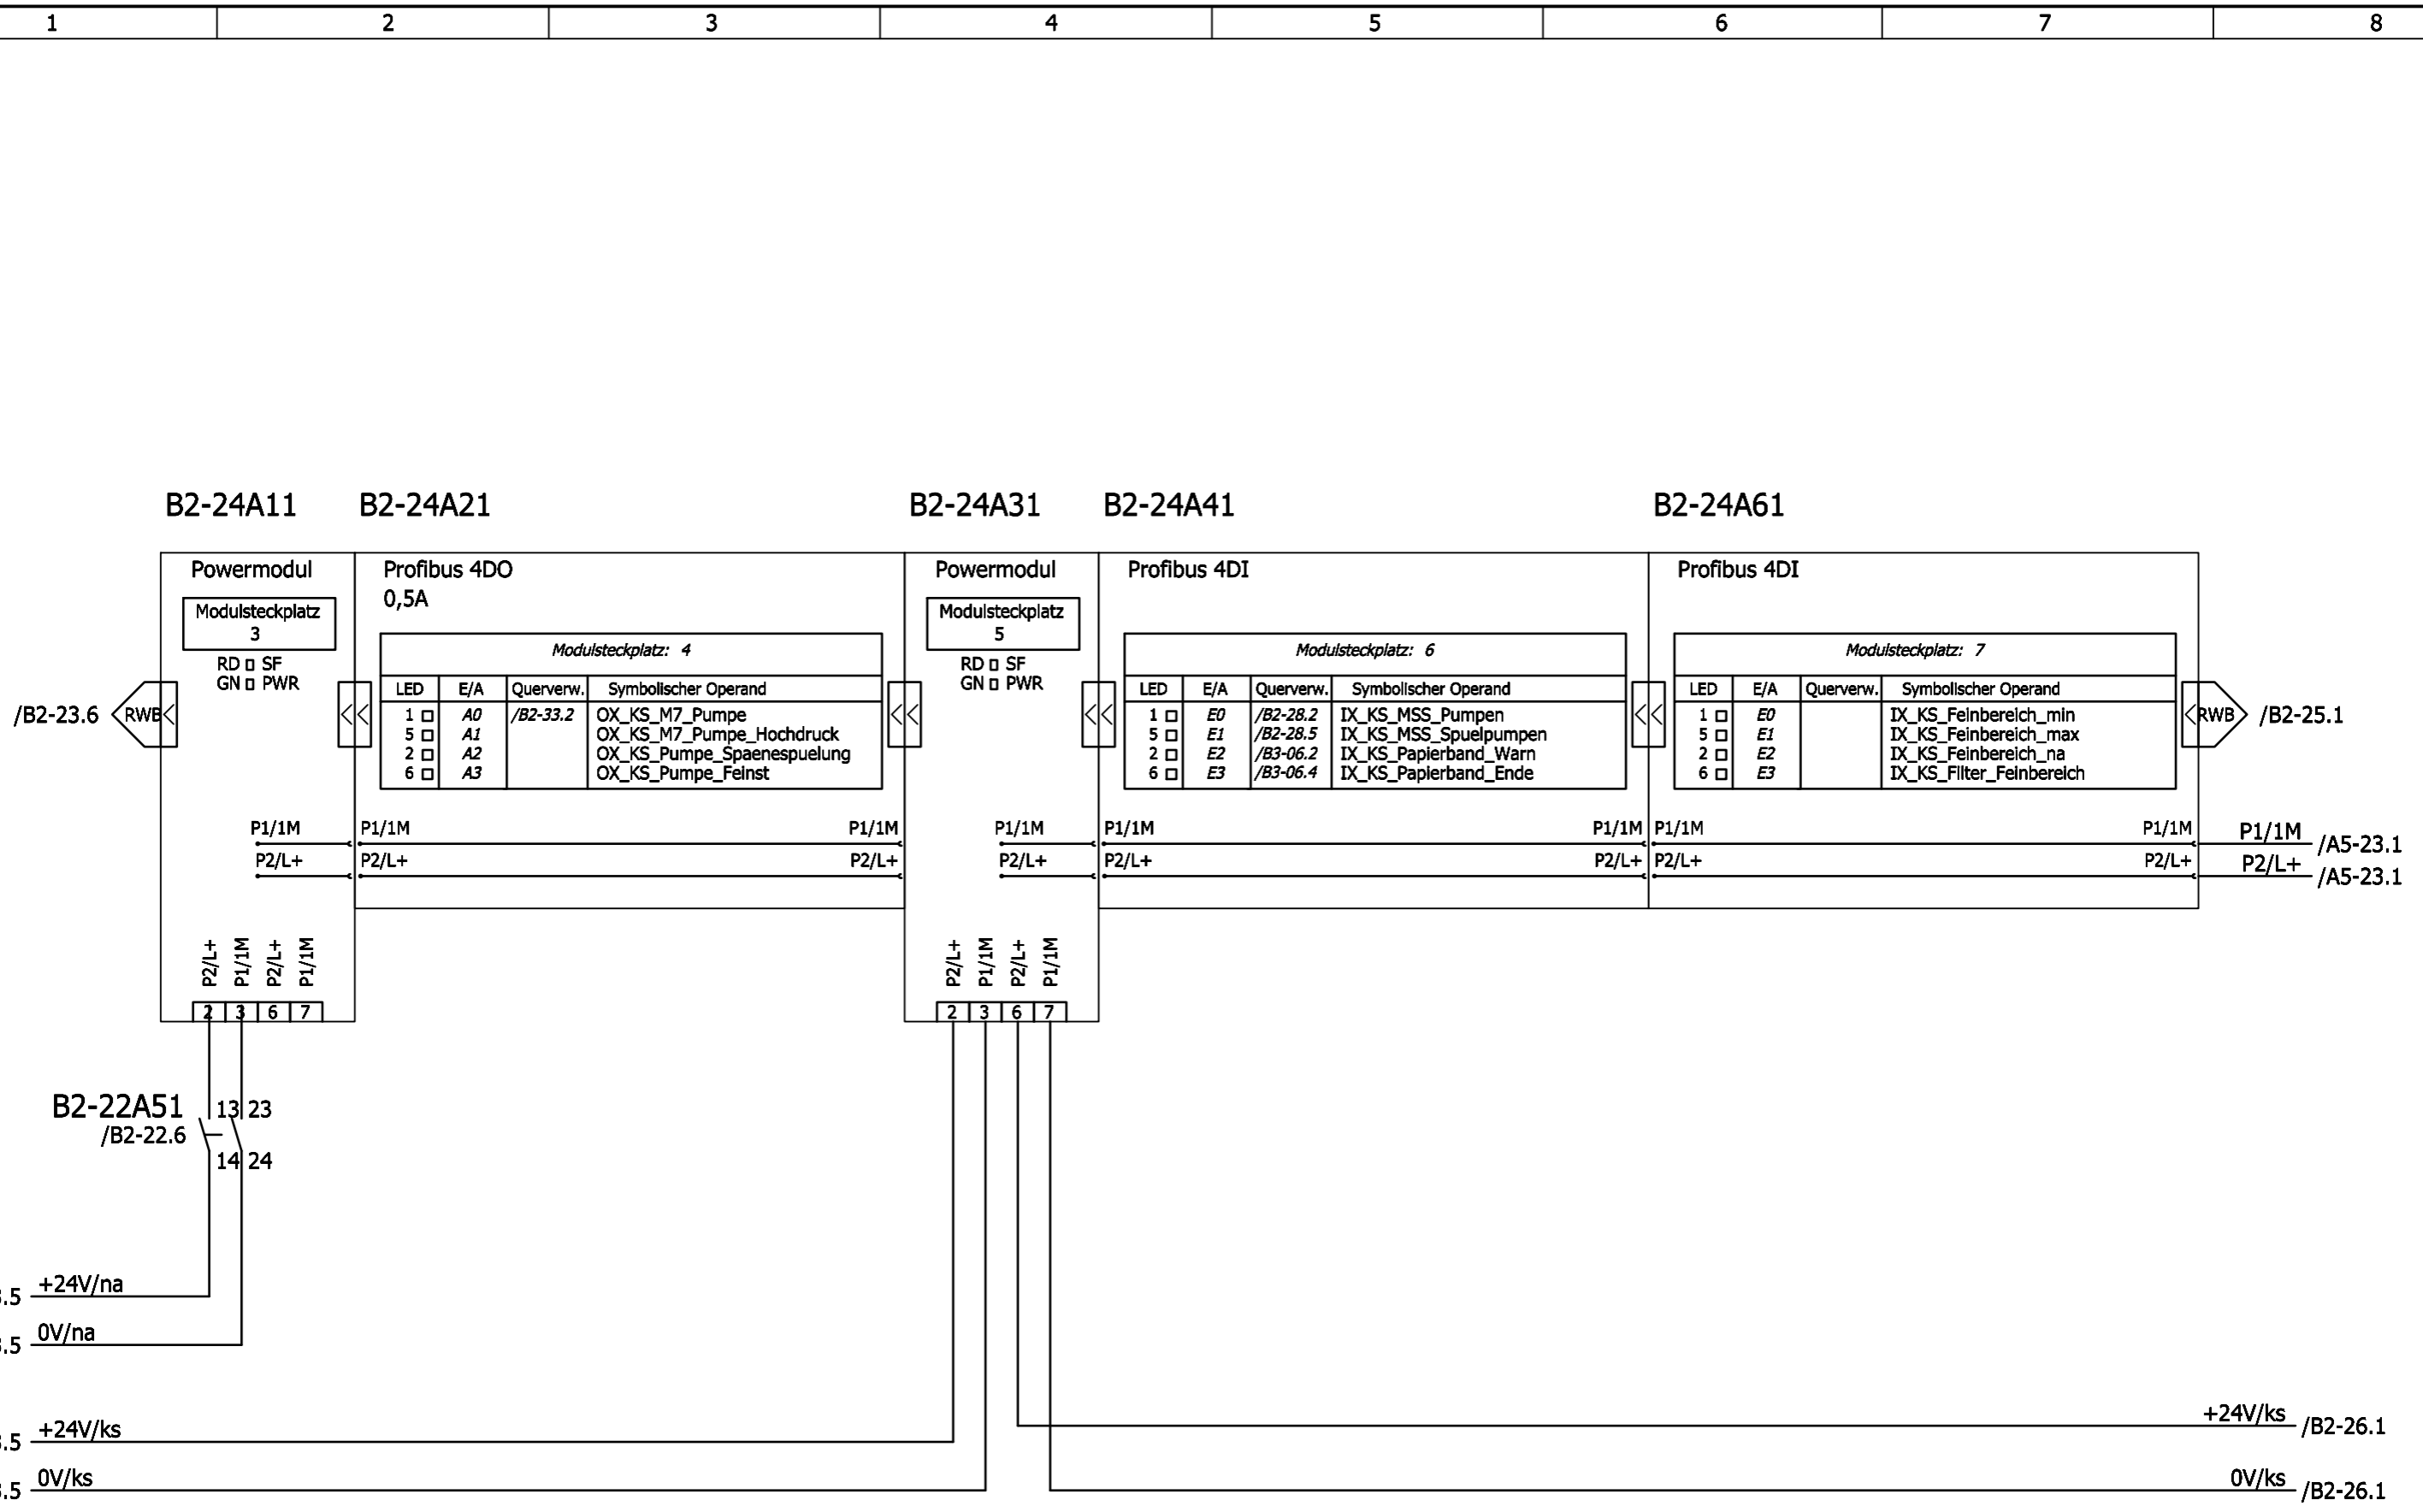 1 2 3 4 5 6 7 8
B2-24A11 B2-24A21 B2-24A31 B2-24A41 B2-24A61
Powermodul
Modulsteckplatz
3
RD SF
GN PWR
/B2-23.6
RWB
P1/1M
P2/L+
P2/L+ P1/1M P2/L+ P1/1M
2 3 6 7
Profibus 4DO
0,5A
Modulsteckplatz: 4
LED E/A Querverw. Symbolischer Operand
1 A0 /B2-33.2 OX_KS_M7_Pumpe
5 A1 OX_KS_M7_Pumpe_Hochdruck
2 A2 OX_KS_Pumpe_Spaenespuelung
6 A3 OX_KS_Pumpe_Feinst
P1/1M P1/1M
P2/L+ P2/L+
Powermodul
Modulsteckplatz
5
RD SF
GN PWR
P1/1M
P2/L+
P2/L+ P1/1M P2/L+ P1/1M
2 3 6 7
Profibus 4DI
Modulsteckplatz: 6
LED E/A Querverw. Symbolischer Operand
1 E0 /B2-28.2 IX_KS_MSS_Pumpen
5 E1 /B2-28.5 IX_KS_MSS_Spuelpumpen
2 E2 /B3-06.2 IX_KS_Papierband_Warn
6 E3 /B3-06.4 IX_KS_Papierband_Ende
P1/1M P1/1M
P2/L+ P2/L+
Profibus 4DI
Modulsteckplatz: 7
LED E/A Querverw. Symbolischer Operand
1 E0 IX_KS_Feinbereich_min
5 E1 IX_KS_Feinbereich_max
2 E2 IX_KS_Feinbereich_na
6 E3 IX_KS_Filter_Feinbereich
P1/1M P1/1M
P2/L+ P2/L+
RWB
/B2-25.1
P1/1M /A5-23.1
P2/L+ /A5-23.1
B2-22A51 13 23
/B2-22.6
14 24
.5 +24V/na
.5 0V/na
.5 +24V/ks
.5 0V/ks
+24V/ks /B2-26.1
0V/ks /B2-26.1